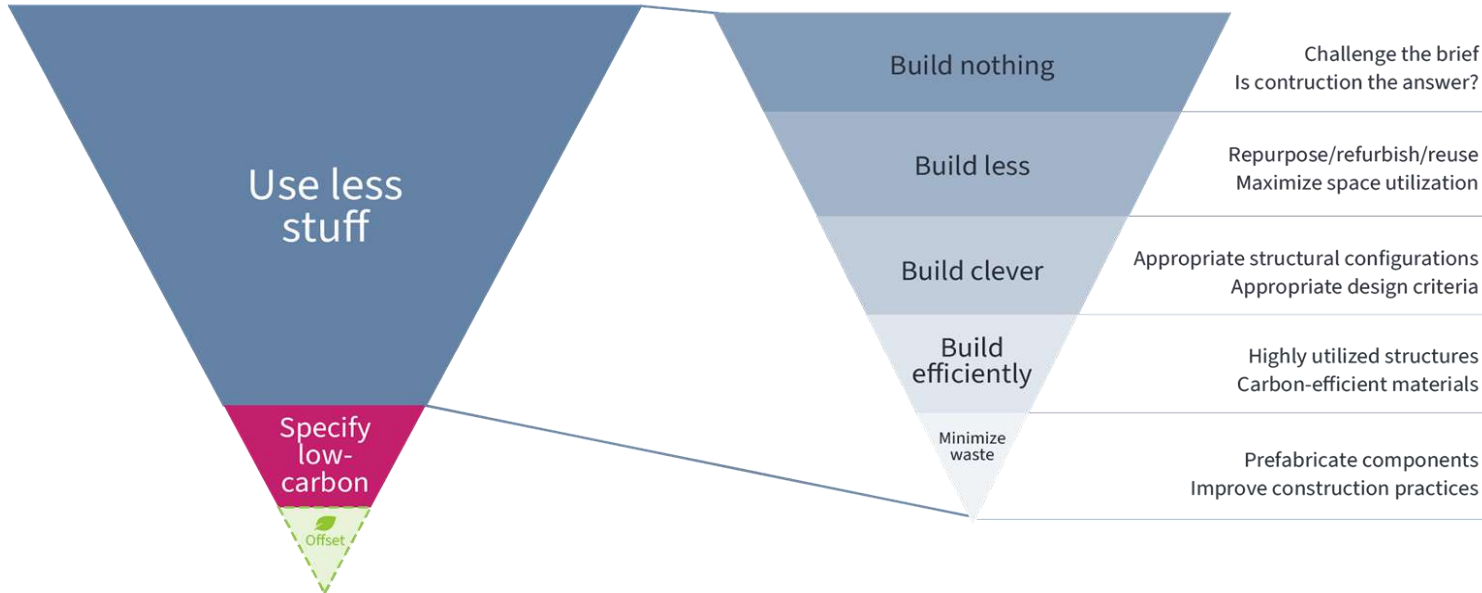 Use less
stuff
Specify
low-
carbon
Offset
Build nothing
Challenge the brief
Is contruction the answer?
Build less
Repurpose/refurbish/reuse
Maximize space utilization
Build clever
Appropriate structural configurations
Appropriate design criteria
Build
efficiently
Highly utilized structures
Carbon-efficient materials
Minimize
waste
Prefabricate components
Improve construction practices